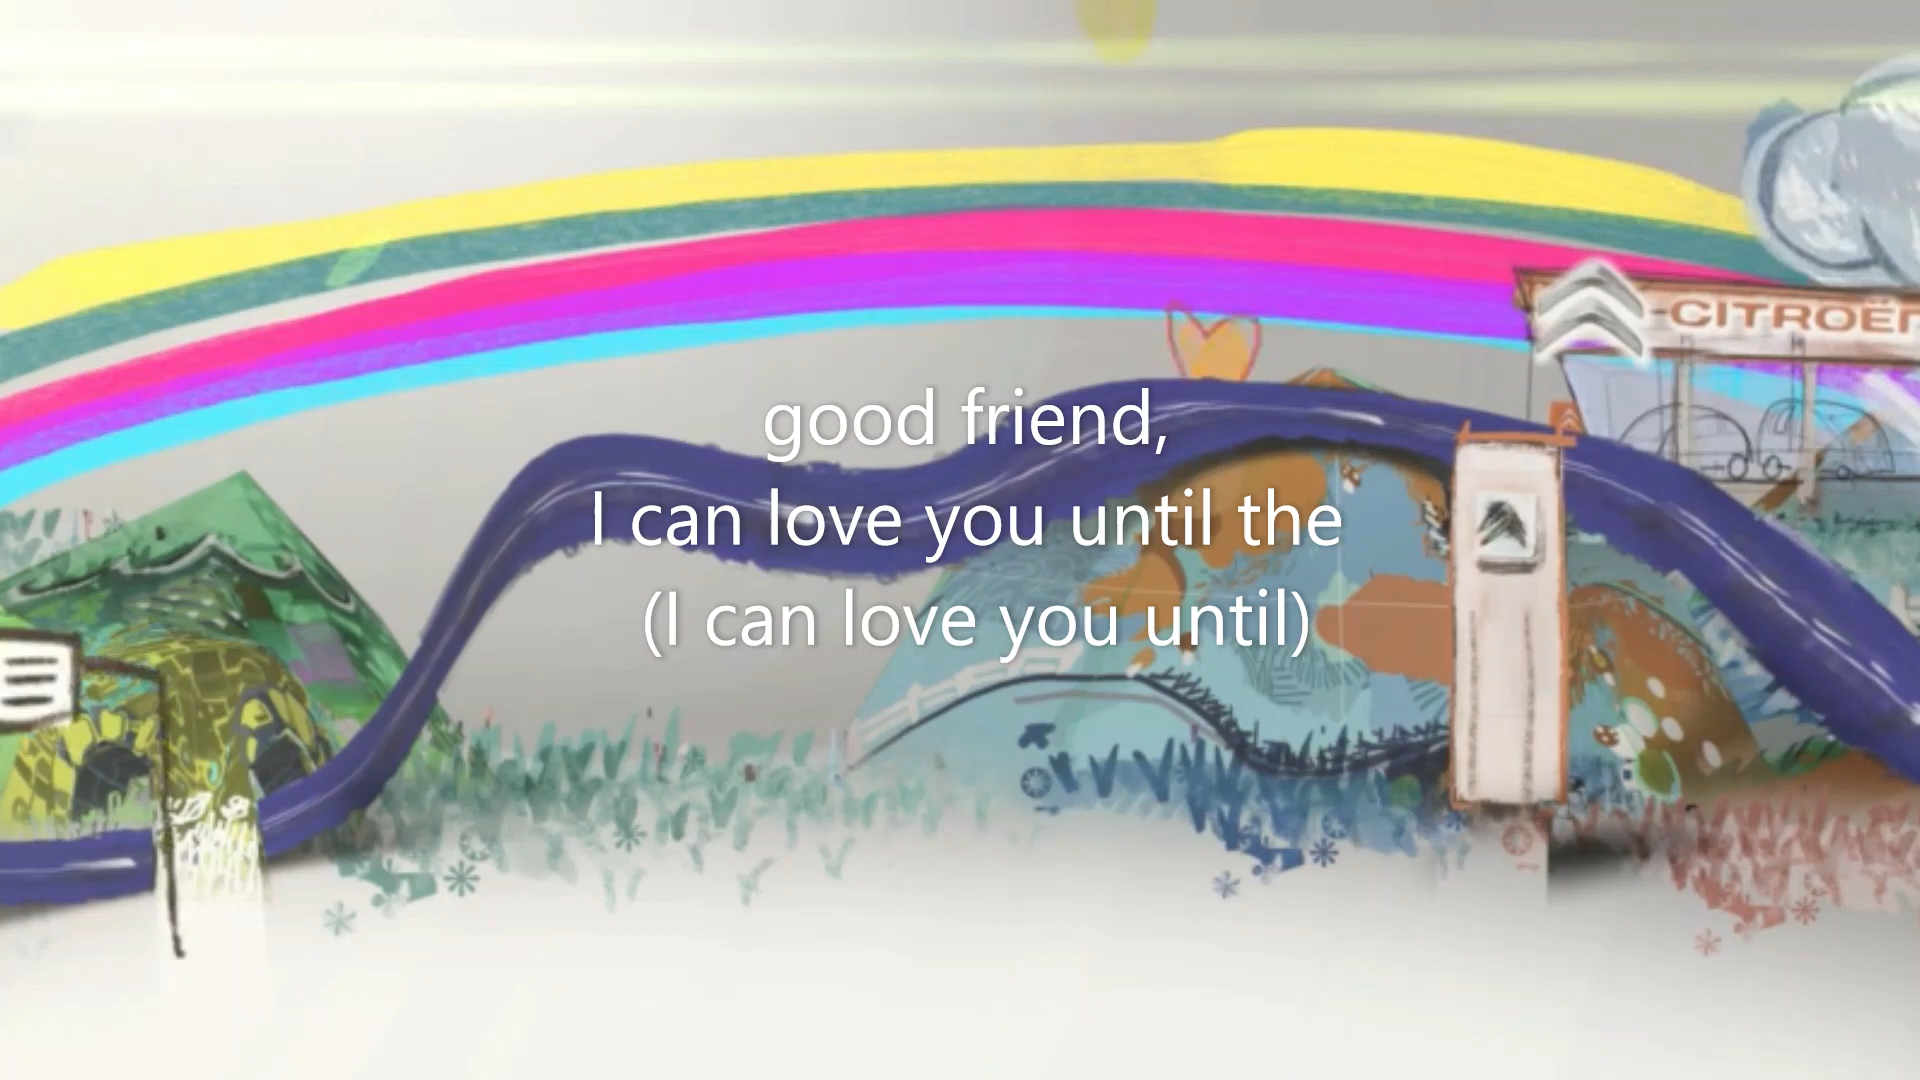 CITROËN
good friend,
I can love you until the
(I can love you until)